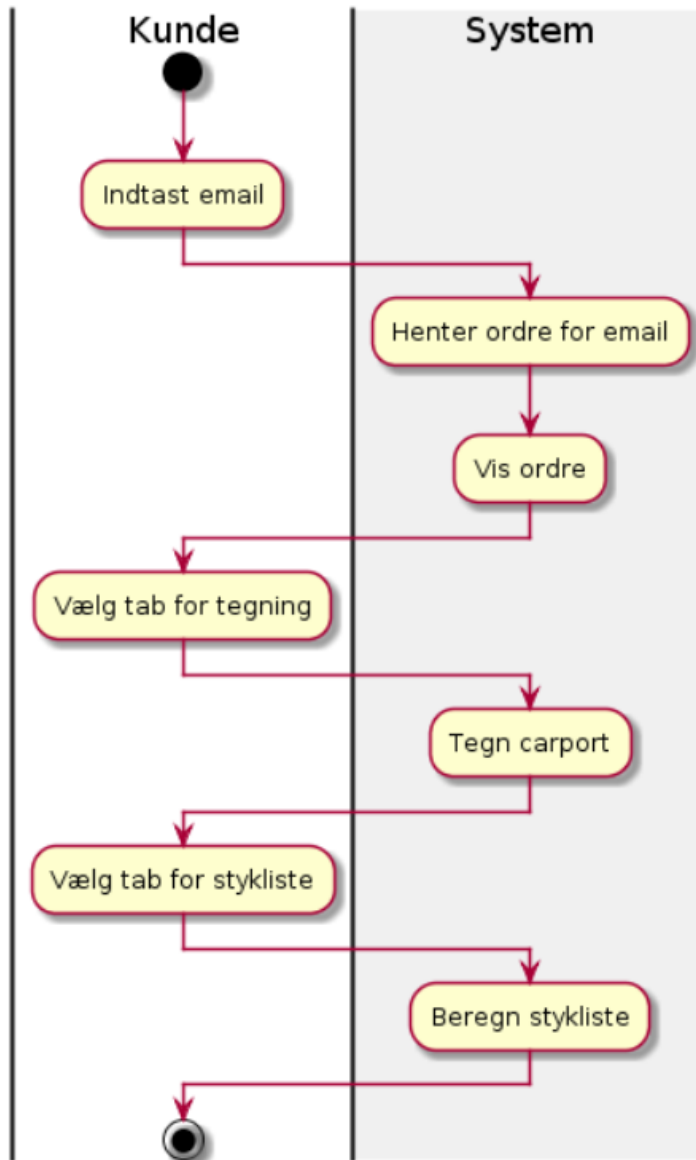 Kunde
System
Indtast email
Henter ordre for email
Vis ordre
Vælg tab for tegning
Tegn carport
Vælg tab for stykliste
Beregn stykliste